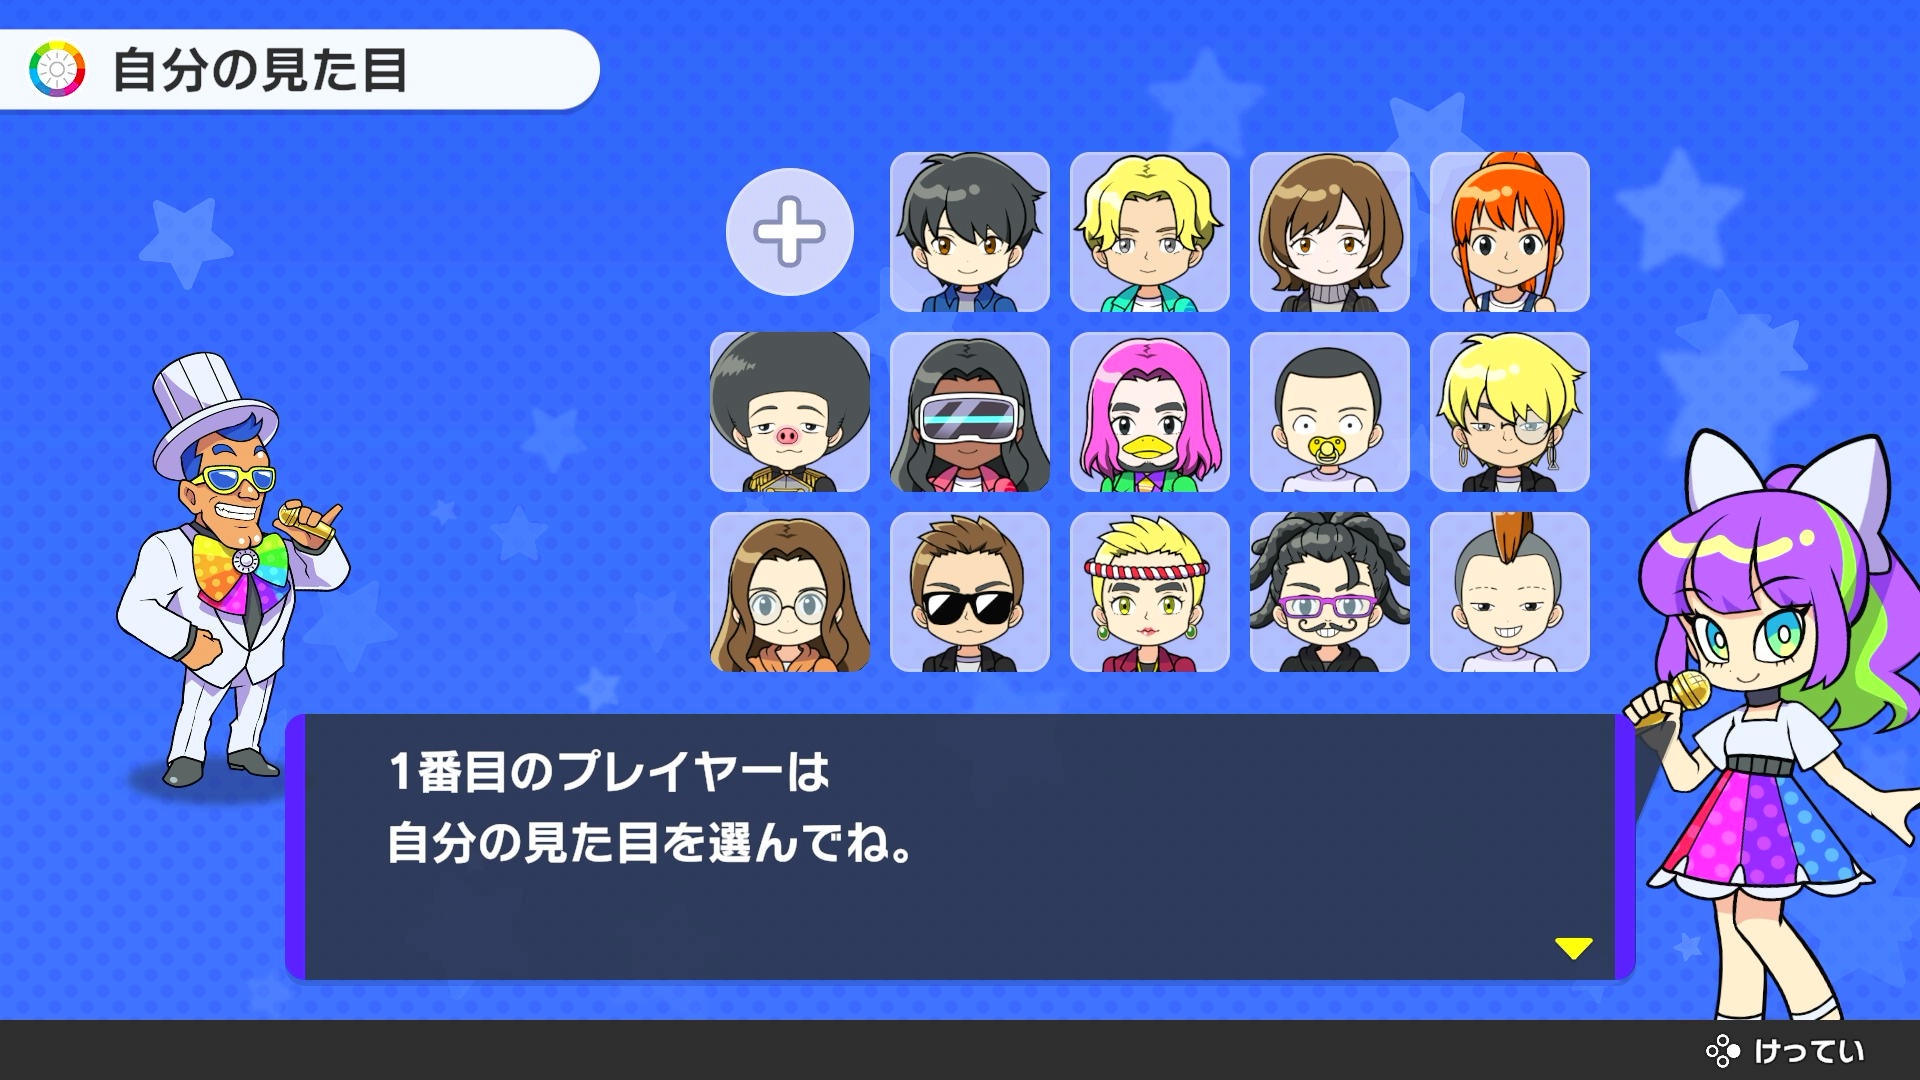 自分の見た目
1番目のプレイヤーは
自分の見た目を選んでね。
けってい